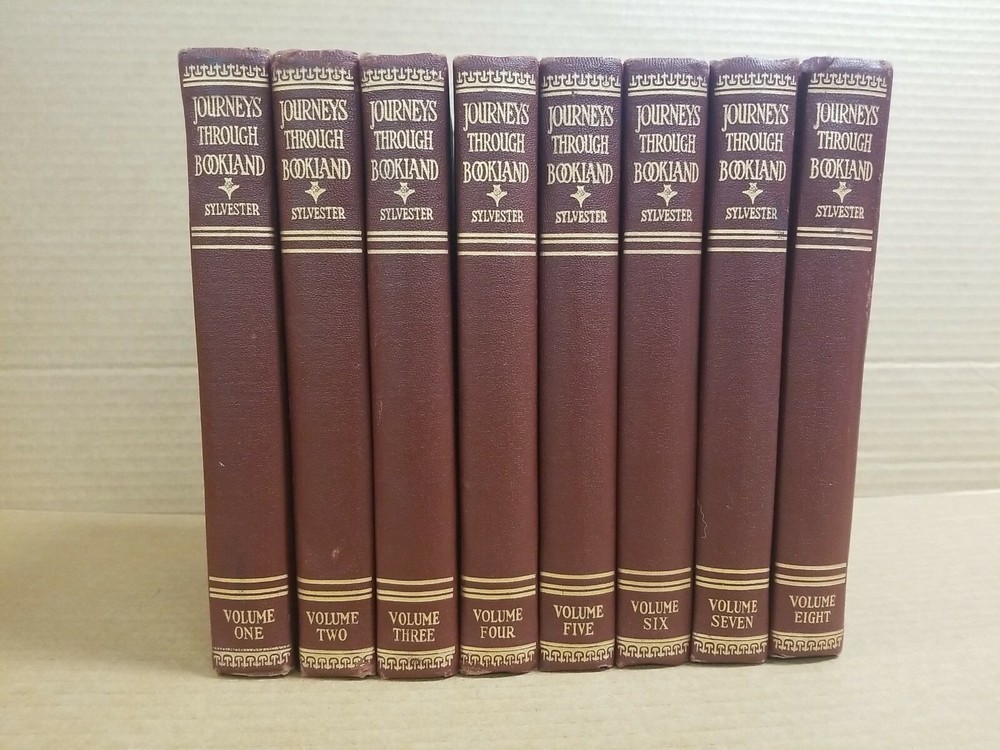 JOURNEYS
THROUGH
BOOKLAND
SYLVESTER
VOLUME
ONE
JOURNEYS
THROUGH
BOOKLAND
SYLVESTER
VOLUME
TWO
JOURNEYS
THROUGH
BOOKLAND
SYLVESTER
VOLUME
THREE
JOURNEYS
THROUGH
BOOKLAND
SYLVESTER
VOLUME
FOUR
JOURNEYS
THROUGH
BOOKLAND
SYLVESTER
VOLUME
FIVE
JOURNEYS
THROUGH
BOOKLAND
SYLVESTER
VOLUME
SIX
JOURNEYS
THROUGH
BOOKLAND
SYLVESTER
VOLUME
SEVEN
JOURNEYS
THROUGH
BOOKLAND
SYLVESTER
VOLUME
EIGHT